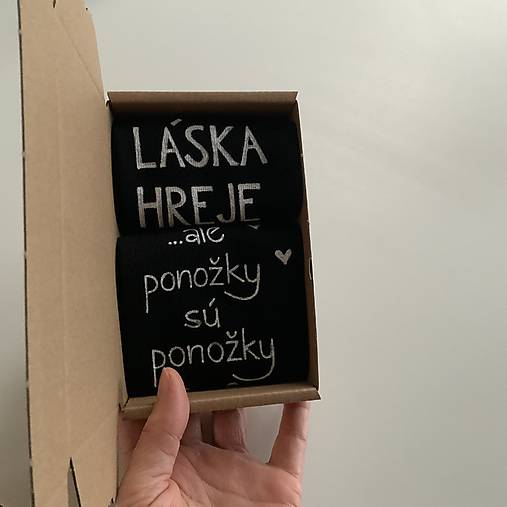 LÁSKA
HREJE
...ale
ponožky
sú
ponožky